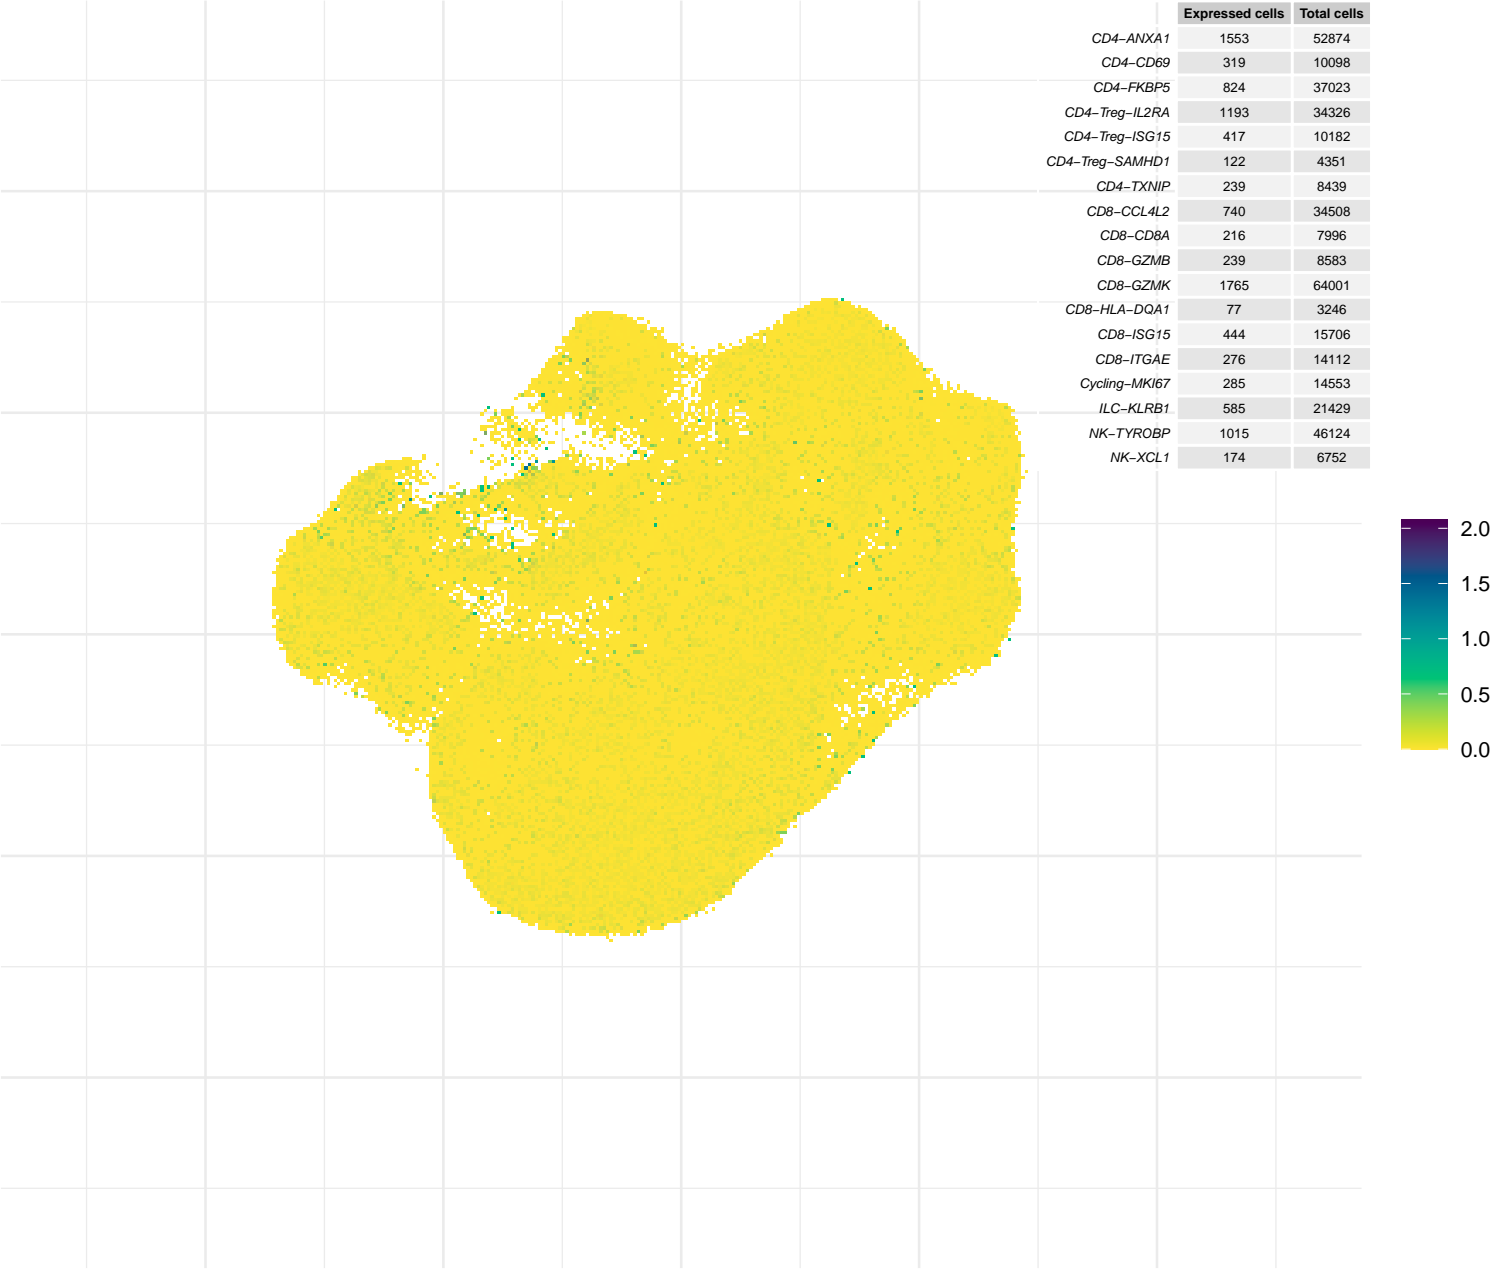 Expressed cells Total cells
CD4−ANXA1 1553 52874
CD4−CD69 319 10098
CD4−FKBP5 824 37023
CD4−Treg−IL2RA 1193 34326
CD4−Treg−ISG15 417 10182
CD4−Treg−SAMHD1 122 4351
CD4−TXNIP 239 8439
CD8−CCL4L2 740 34508
CD8−CD8A 216 7996
CD8−GZMB 239 8583
CD8−GZMK 1765 64001
CD8−HLA−DQA1 77 3246
CD8−ISG15 444 15706
CD8−ITGAE 276 14112
Cycling−MKI67 285 14553
ILC−KLRB1 585 21429
NK−TYROBP 1015 46124
NK−XCL1 174 6752
2.0
1.5
1.0
0.5
0.0